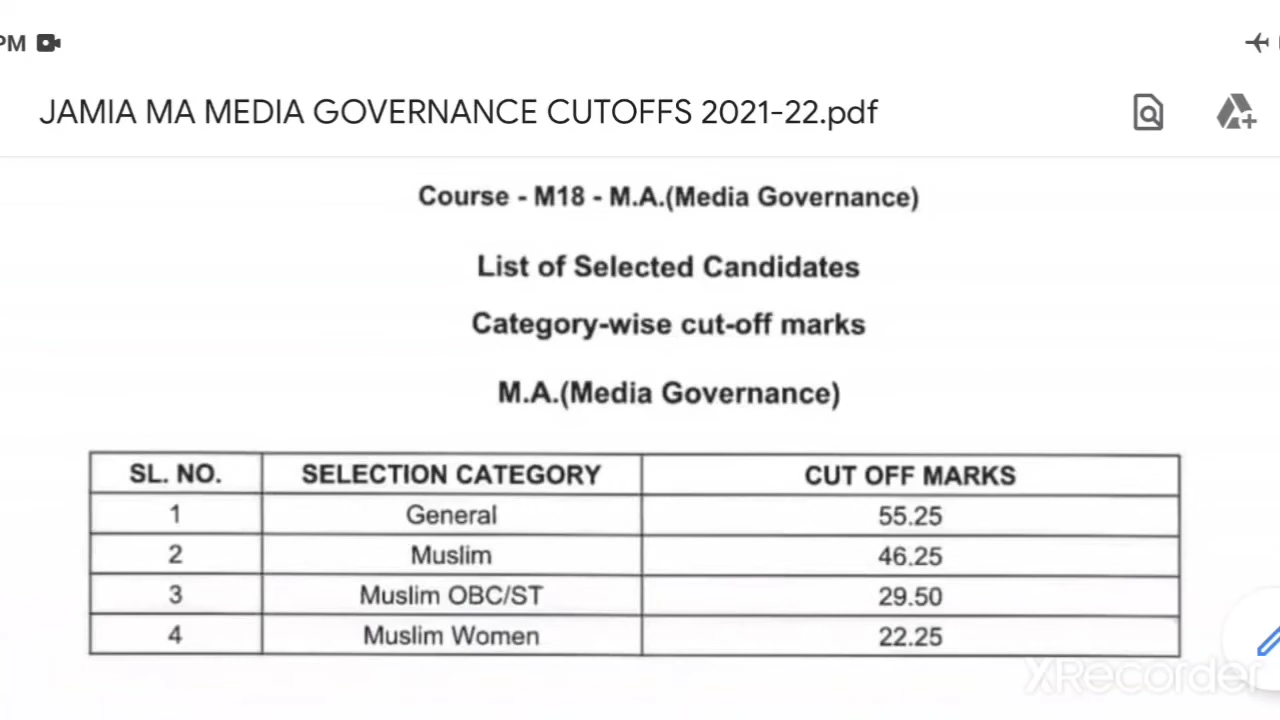 PM
JAMIA MA MEDIA GOVERNANCE CUTOFFS 2021-22.pdf
Course - M18 - M.A.(Media Governance)
List of Selected Candidates
Category-wise cut-off marks
M.A.(Media Governance)
SL. NO. SELECTION CATEGORY CUT OFF MARKS
1 General 55.25
2 Muslim 46.25
3 Muslim OBC/ST 29.50
4 Muslim Women 22.25
XRecorder